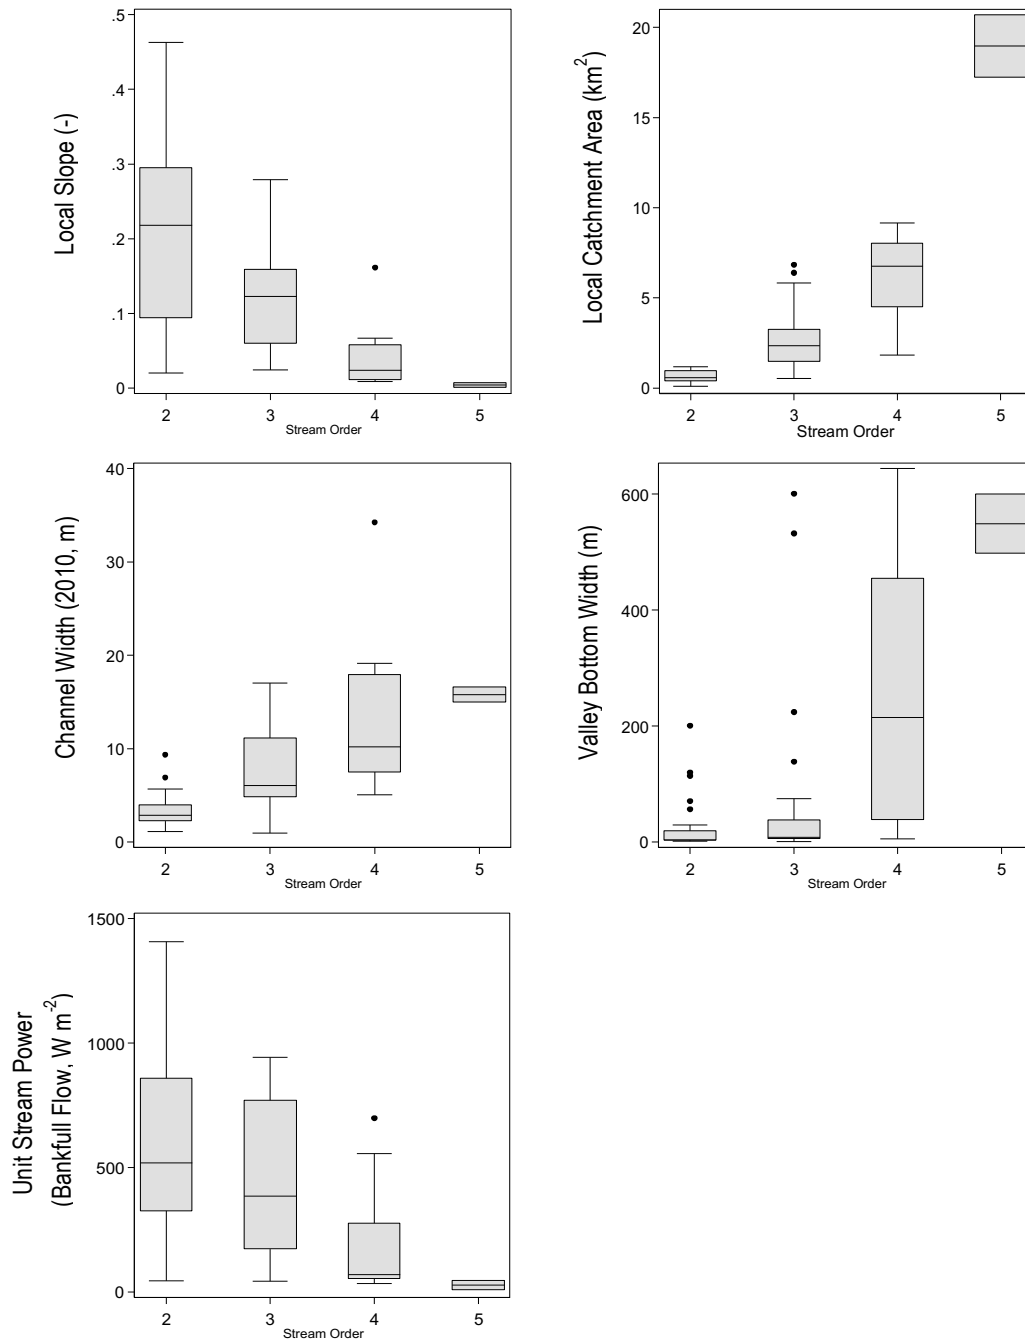 Local Slope (-)
.5
.4
.3
.2
.1
0
2 3 4 5
Stream Order
Local Catchment Area (km²)
20
15
10
5
0
2 3 4 5
Stream Order
Channel Width (2010, m)
40
30
20
10
0
2 3 4 5
Stream Order
Valley Bottom Width (m)
600
400
200
0
2 3 4 5
Stream Order
Unit Stream Power
(Bankfull Flow, W m⁻²)
1500
1000
500
0
2 3 4 5
Stream Order